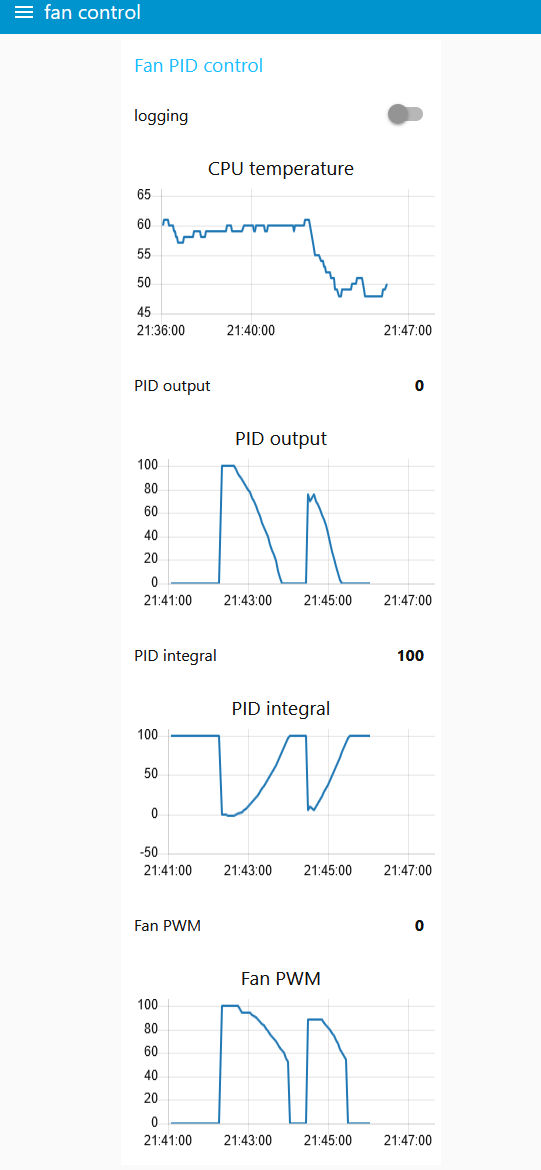 fan control
Fan PID control
logging
CPU temperature
65
60
55
50
45
21:36:00 21:40:00 21:47:00
PID output 0
PID output
100
80
60
40
20
0
21:41:00 21:43:00 21:45:00 21:47:00
PID integral 100
PID integral
100
50
0
-50
21:41:00 21:43:00 21:45:00 21:47:00
Fan PWM 0
Fan PWM
100
80
60
40
20
0
21:41:00 21:43:00 21:45:00 21:47:00